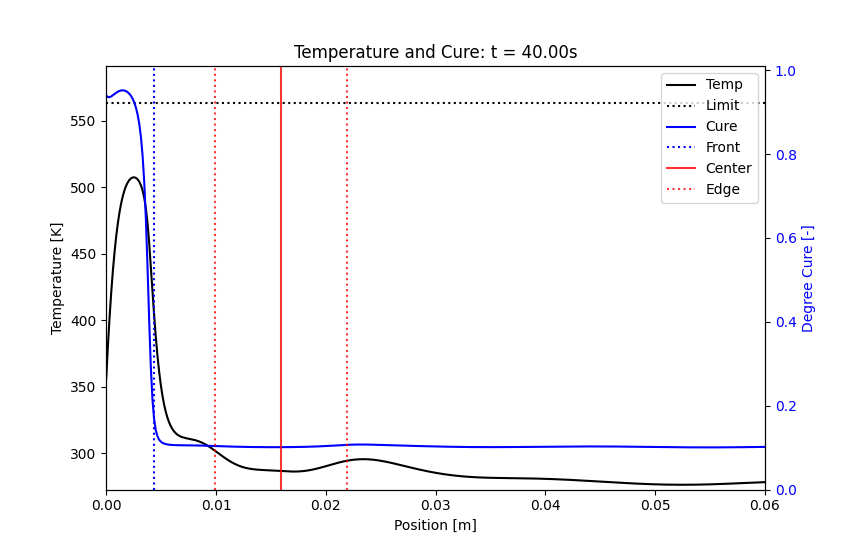 Temperature and Cure: t = 40.00s
Temp
Limit
Cure
Front
Center
Edge
550
500
450
400
350
300
Temperature [K]
1.0
0.8
0.6
0.4
0.2
0.0
Degree Cure [-]
0.00 0.01 0.02 0.03 0.04 0.05 0.06
Position [m]